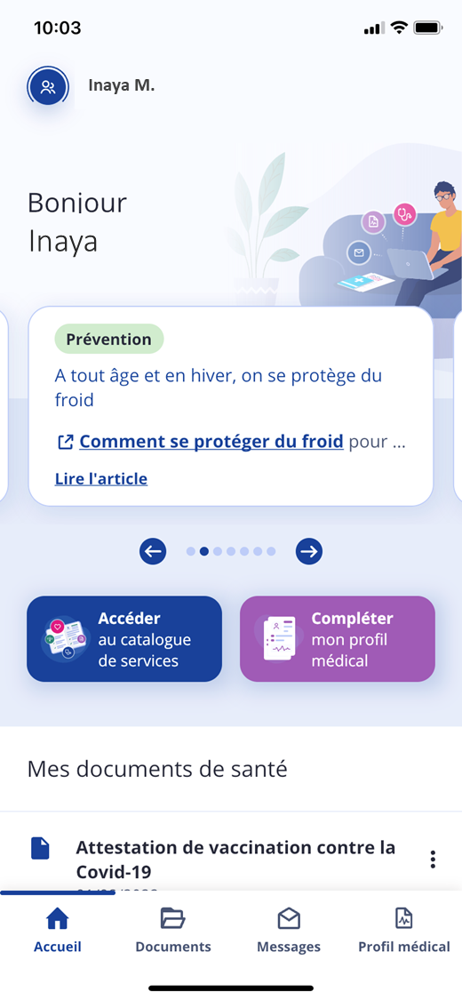 10:03
Inaya M.
Bonjour
Inaya
Prévention
A tout âge et en hiver, on se protège du
froid
Comment se protéger du froid pour ...
Lire l'article
Accéder
au catalogue
de services
Compléter
mon profil
médical
Mes documents de santé
Attestation de vaccination contre la
Covid-19
Accueil
Documents
Messages
Profil médical